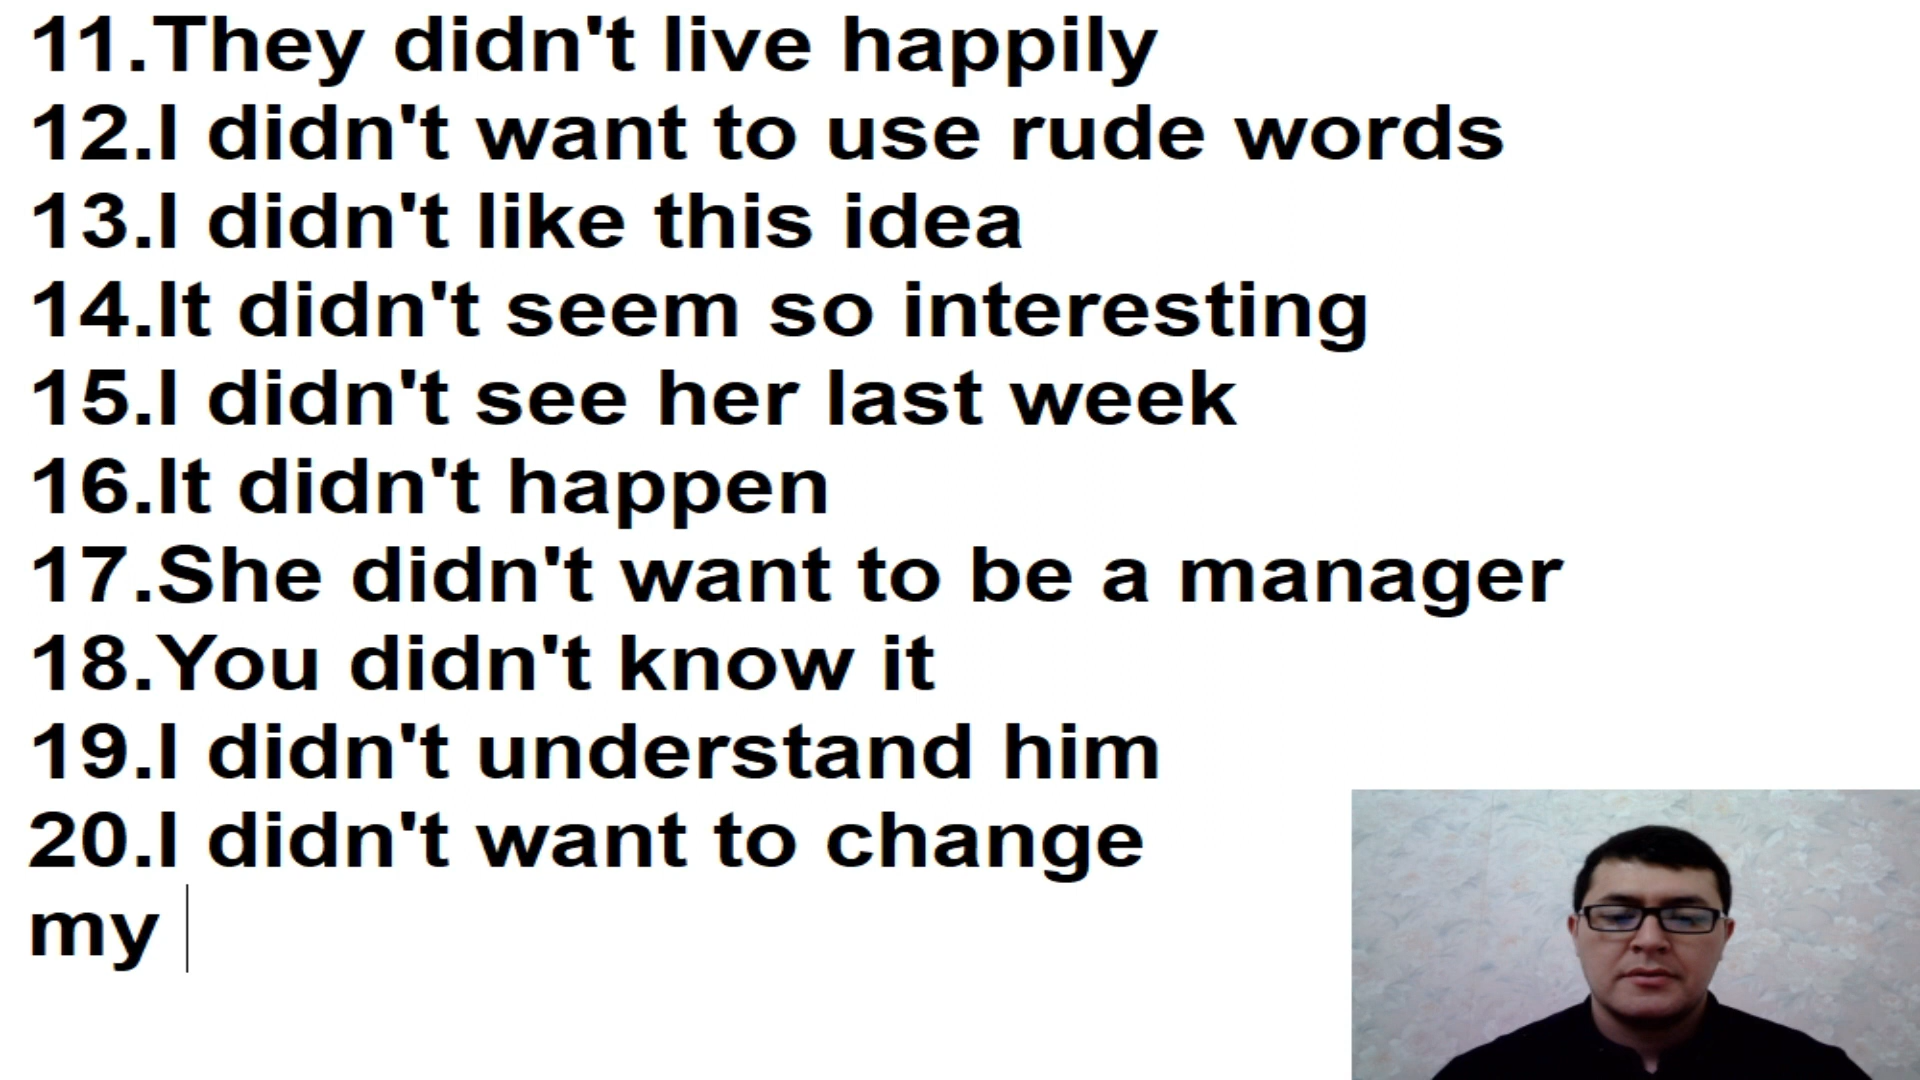 11.They didn't live happily
12.I didn't want to use rude words
13.I didn't like this idea
14.It didn't seem so interesting
15.I didn't see her last week
16.It didn't happen
17.She didn't want to be a manager
18.You didn't know it
19.I didn't understand him
20.I didn't want to change
my